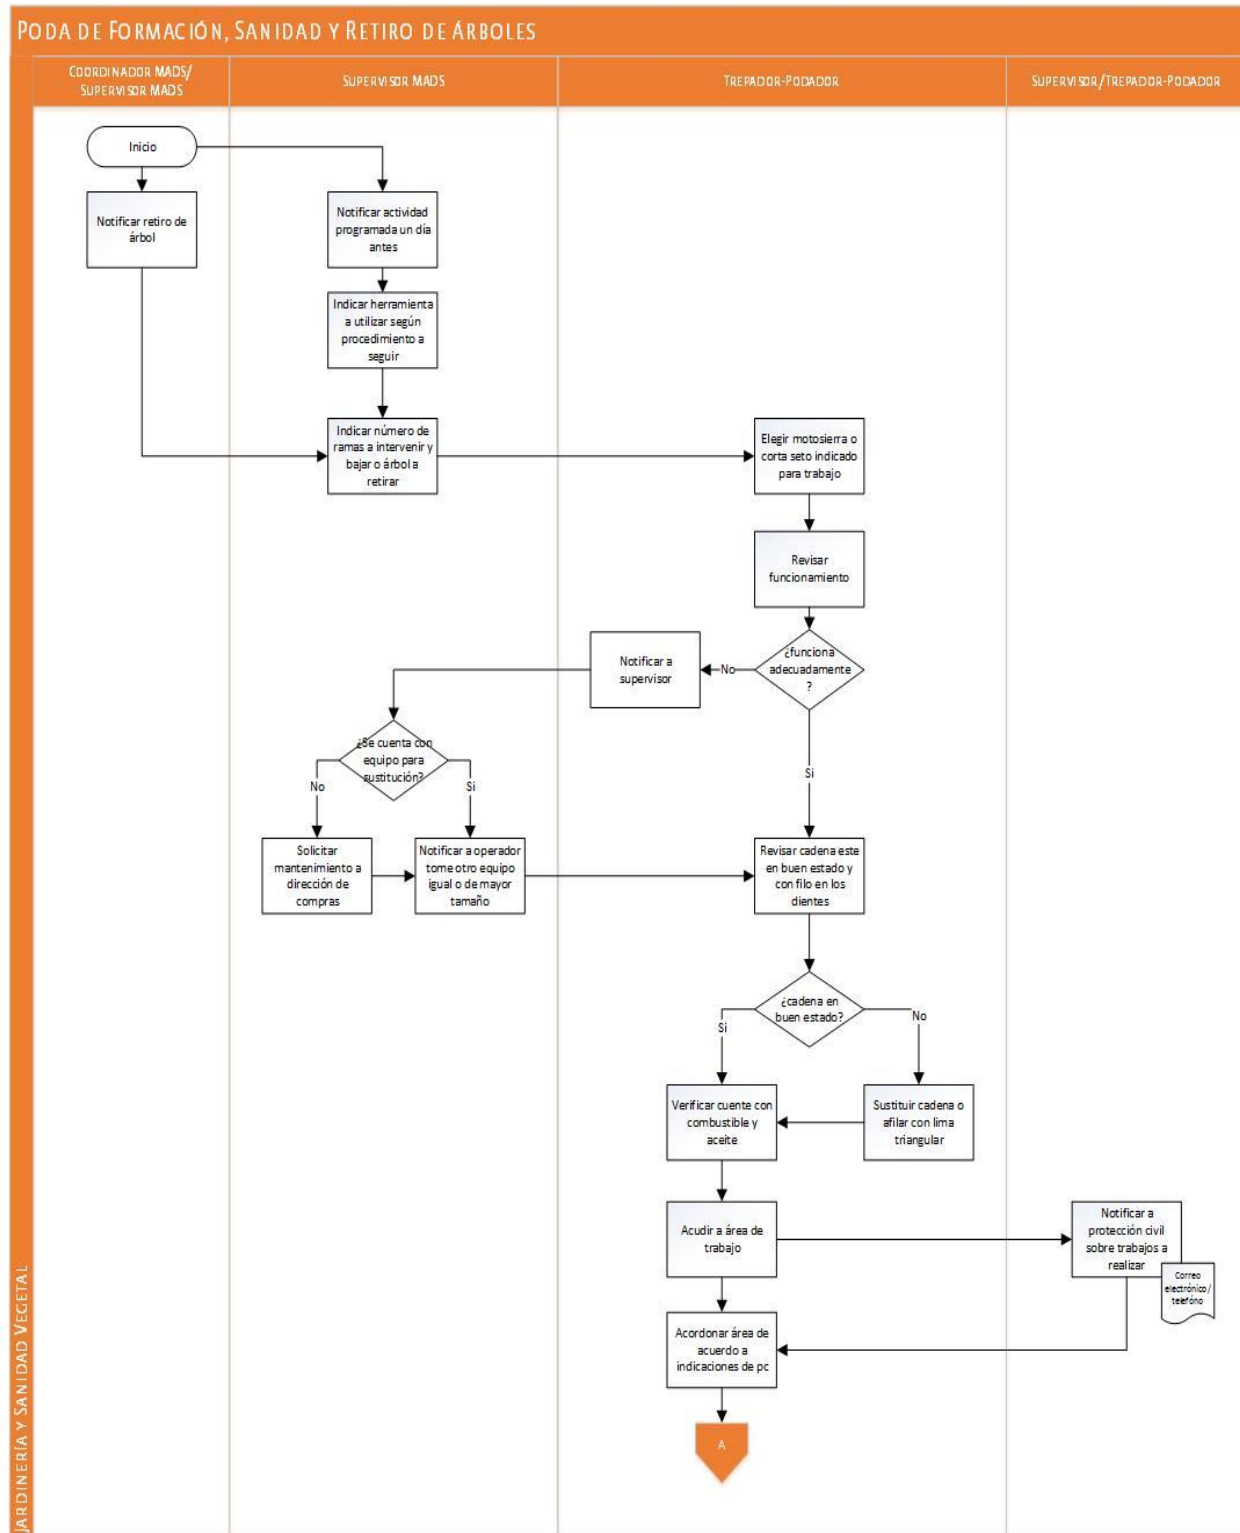 PODA DE FORMACIÓN, SANIDAD Y RETIRO DE ÁRBOLES
COORDINADOR MADS/
SUPERVISOR MADS
SUPERVISOR MADS
TREPADOR-PODADOR
SUPERVISOR/TREPADOR-PODADOR
Inicio
Notificar retiro de
árbol
Notificar actividad
programada un día
antes
Indicar herramienta
a utilizar según
procedimiento a
seguir
Indicar número de
ramas a intervenir y
bajar o árbol a
retirar
Elegir motosierra o
corta seto indicado
para trabajo
Revisar
funcionamiento
¿funciona
adecuadamente
?
No
Notificar a
supervisor
¿Se cuenta con
equipo para
sustitución?
No
Si
Si
Solicitar
mantenimiento a
dirección de
compras
Notificar a operador
tome otro equipo
igual o de mayor
tamaño
Revisar cadena este
en buen estado y
con filo en los
dientes
¿cadena en
buen estado?
Si
No
Verificar cuente con
combustible y
aceite
Sustituir cadena o
afilar con lima
triangular
Acudir a área de
trabajo
Notificar a
protección civil
sobre trabajos a
realizar
Correo
electrónico/
telefóno
Acordonar área de
acuerdo a
indicaciones de pc
A
JARDINERÍA Y SANIDAD VEGETAL